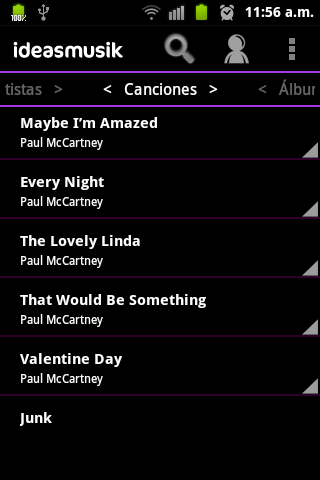 100%
11:56 a.m.
ideasmusik
tistas > < Canciones > < Álbur
Maybe I'm Amazed
Paul McCartney
Every Night
Paul McCartney
The Lovely Linda
Paul McCartney
That Would Be Something
Paul McCartney
Valentine Day
Paul McCartney
Junk